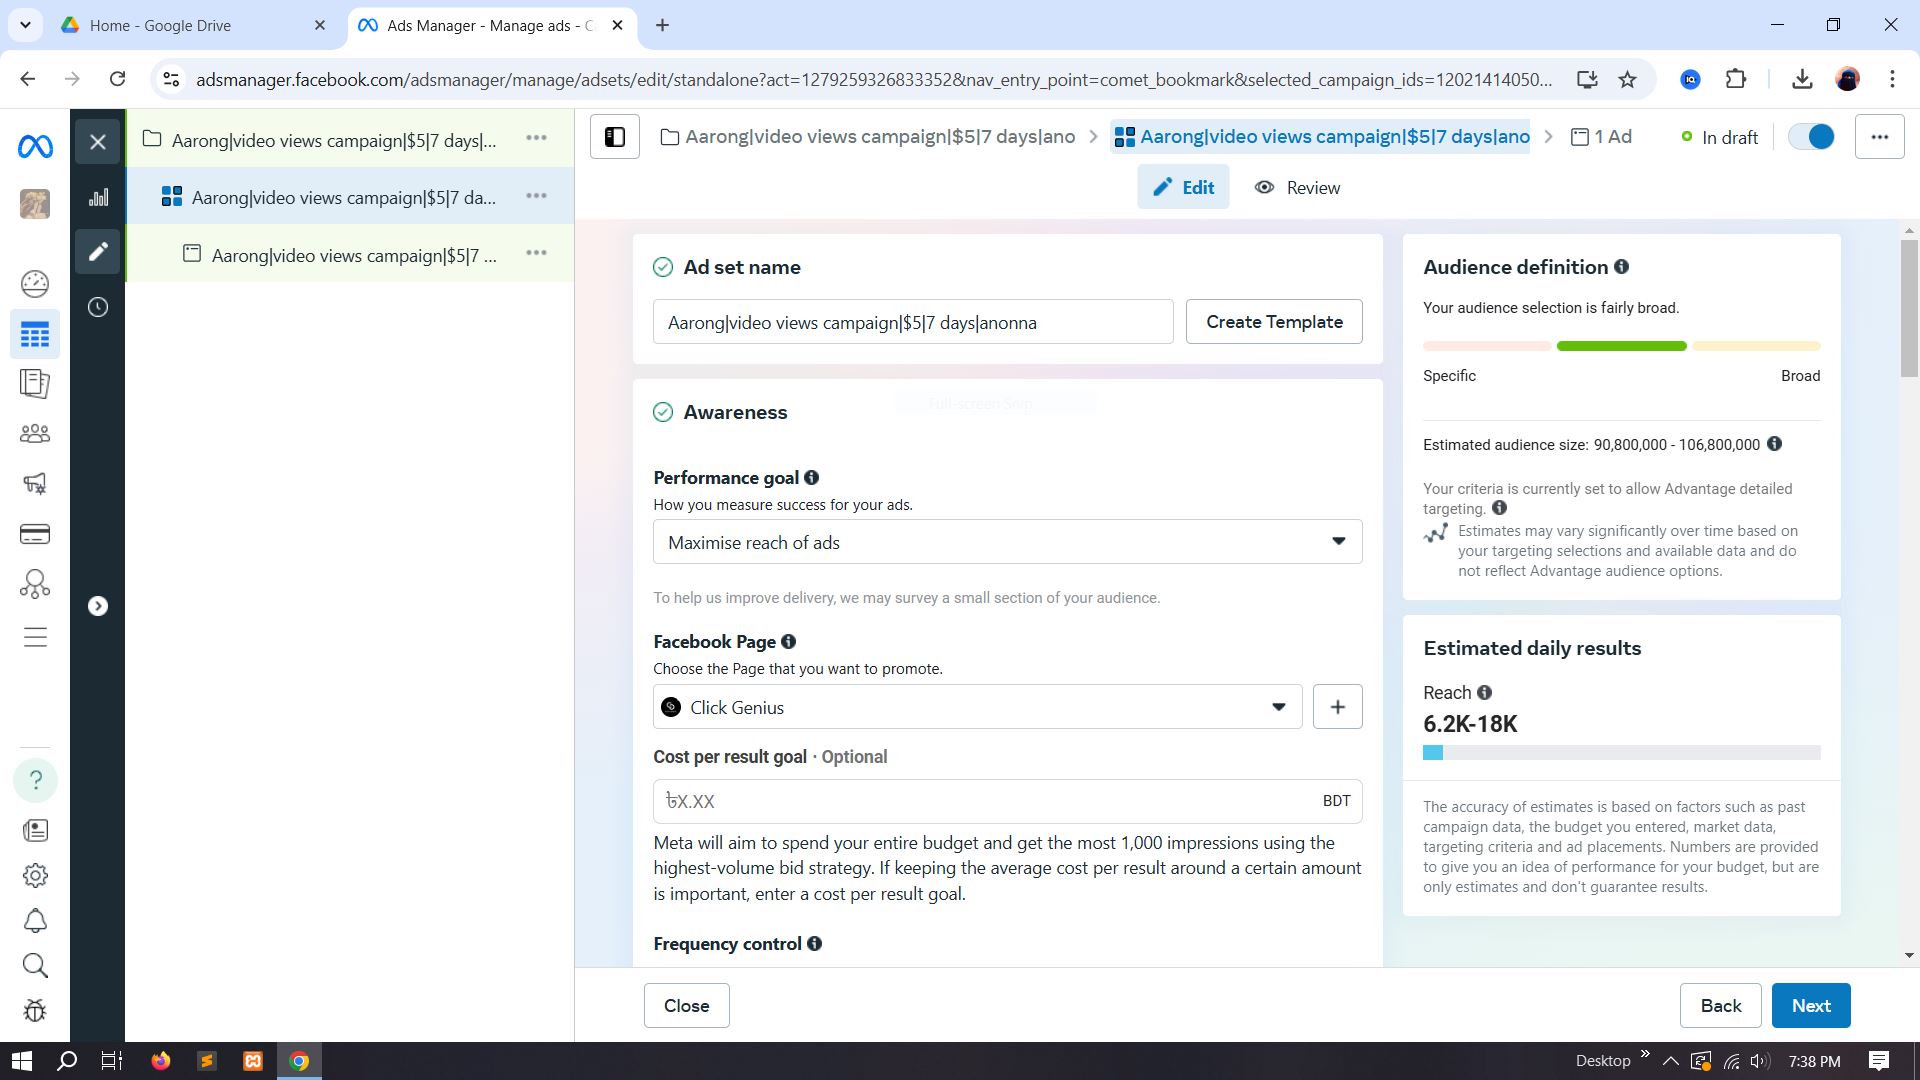 Home - Google Drive
Ads Manager - Manage ads - C
adsmanager.facebook.com/adsmanager/manage/adsets/edit/standalone?act=1279259326833352&nav_entry_point=comet_bookmark&selected_campaign_ids=12021414050...
Aarong|video views campaign|$5|7 days|...
Aarong|video views campaign|$5|7 da...
Aarong|video views campaign|$5|7 ...
Aarong|video views campaign|$5|7 days|ano
Aarong|video views campaign|$5|7 days|ano
1 Ad
In draft
Edit
Review
Ad set name
Aarong|video views campaign|$5|7 days|anonna
Create Template
Awareness
Full-screen Snip
Performance goal
How you measure success for your ads.
Maximise reach of ads
To help us improve delivery, we may survey a small section of your audience.
Facebook Page
Choose the Page that you want to promote.
Click Genius
Cost per result goal · Optional
৳X.XX
BDT
Meta will aim to spend your entire budget and get the most 1,000 impressions using the
highest-volume bid strategy. If keeping the average cost per result around a certain amount
is important, enter a cost per result goal.
Frequency control
Close
Back
Next
Audience definition
Your audience selection is fairly broad.
Specific
Broad
Estimated audience size: 90,800,000 - 106,800,000
Your criteria is currently set to allow Advantage detailed
targeting.
Estimates may vary significantly over time based on
your targeting selections and available data and do
not reflect Advantage audience options.
Estimated daily results
Reach
6.2K-18K
The accuracy of estimates is based on factors such as past
campaign data, the budget you entered, market data,
targeting criteria and ad placements. Numbers are provided
to give you an idea of performance for your budget, but are
only estimates and don't guarantee results.
Desktop
7:38 PM